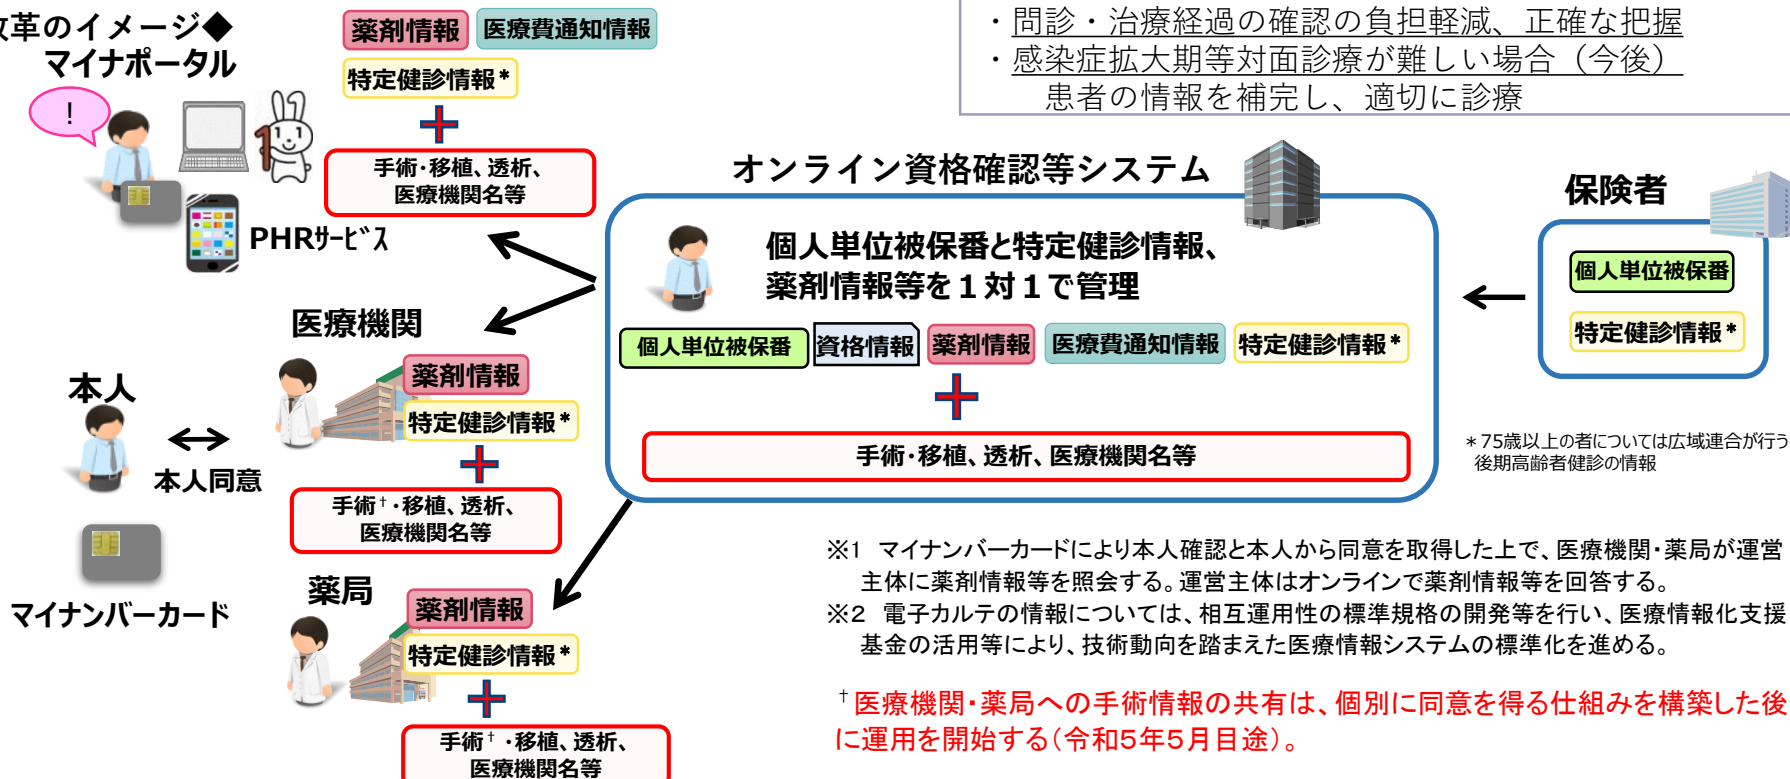 改革のイメージ◆
マイナポータル
!
薬剤情報
医療費通知情報
特定健診情報*
手術・移植、透析、
医療機関名等
PHRサービス
・問診・治療経過の確認の負担軽減、正確な把握
・感染症拡大期等対面診療が難しい場合（今後）
患者の情報を補完し、適切に診療
オンライン資格確認等システム
個人単位被保番と特定健診情報、
薬剤情報等を１対１で管理
個人単位被保番
資格情報
薬剤情報
医療費通知情報
特定健診情報*
手術・移植、透析、医療機関名等
保険者
個人単位被保番
特定健診情報*
＊75歳以上の者については広域連合が行う
後期高齢者健診の情報
医療機関
薬剤情報
特定健診情報*
手術†・移植、透析、
医療機関名等
本人
本人同意
マイナンバーカード
薬局
薬剤情報
特定健診情報*
手術†・移植、透析、
医療機関名等
※1　マイナンバーカードにより本人確認と本人から同意を取得した上で、医療機関・薬局が運営
主体に薬剤情報等を照会する。運営主体はオンラインで薬剤情報等を回答する。
※2　電子カルテの情報については、相互運用性の標準規格の開発等を行い、医療情報化支援
基金の活用等により、技術動向を踏まえた医療情報システムの標準化を進める。
†医療機関・薬局への手術情報の共有は、個別に同意を得る仕組みを構築した後
に運用を開始する（令和5年5月目途）。